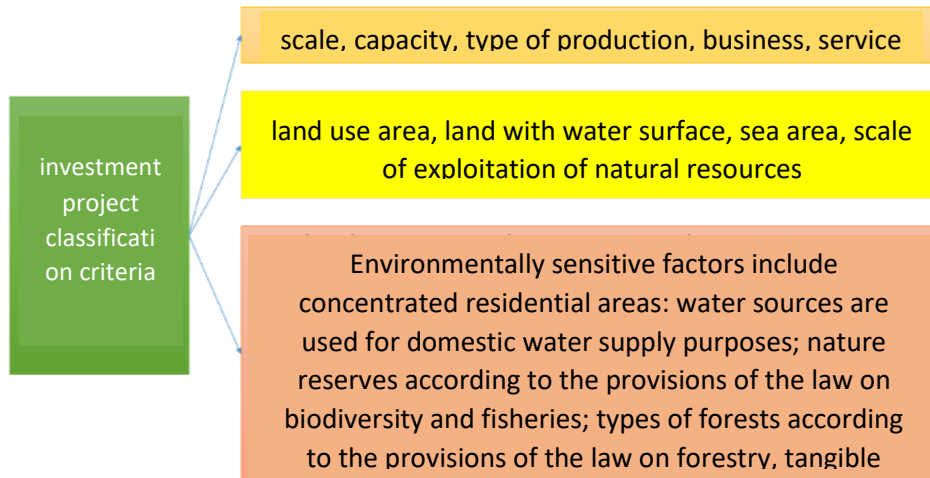 investment
project
classificati
on criteria
scale, capacity, type of production, business, service
land use area, land with water surface, sea area, scale
of exploitation of natural resources
Environmentally sensitive factors include
concentrated residential areas: water sources are
used for domestic water supply purposes; nature
reserves according to the provisions of the law on
biodiversity and fisheries; types of forests according
to the provisions of the law on forestry, tangible